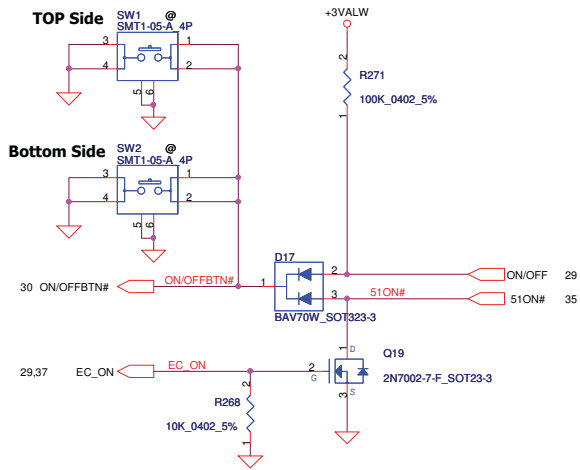 TOP Side
SW1 @
SMT1-05-A_4P
3 1
4 2
5 6
+3VALW
2
R271
100K_0402_5%
1
Bottom Side
SW2 @
SMT1-05-A_4P
3 1
4 2
5 6
D17
30 ON/OFFBTN# ON/OFFBTN# 1
2 ON/OFF 29
3 51ON# 51ON# 35
BAV70W_SOT323-3
1 D
Q19
29,37 EC_ON EC_ON 2 G
2N7002-7-F_SOT23-3
3 S
2
R268
10K_0402_5%
1